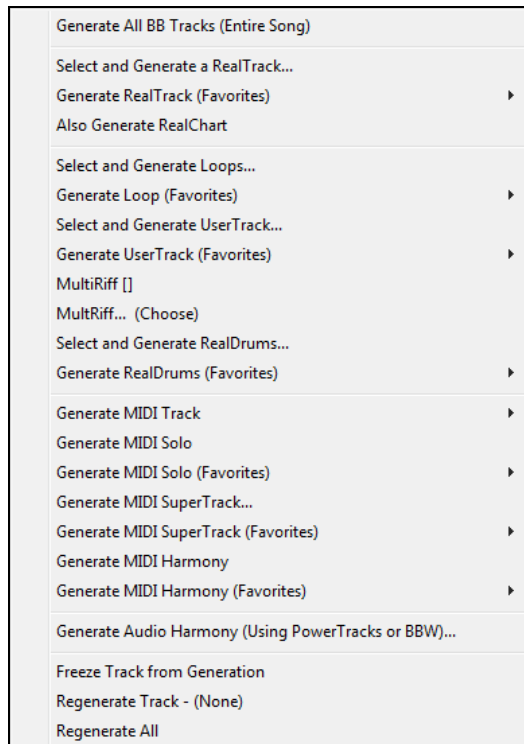 Generate All BB Tracks (Entire Song)
Select and Generate a RealTrack...
Generate RealTrack (Favorites)
Also Generate RealChart
Select and Generate Loops...
Generate Loop (Favorites)
Select and Generate UserTrack...
Generate UserTrack (Favorites)
MultiRiff []
MultRiff... (Choose)
Select and Generate RealDrums...
Generate RealDrums (Favorites)
Generate MIDI Track
Generate MIDI Solo
Generate MIDI Solo (Favorites)
Generate MIDI SuperTrack...
Generate MIDI SuperTrack (Favorites)
Generate MIDI Harmony
Generate MIDI Harmony (Favorites)
Generate Audio Harmony (Using PowerTracks or BBW)...
Freeze Track from Generation
Regenerate Track - (None)
Regenerate All